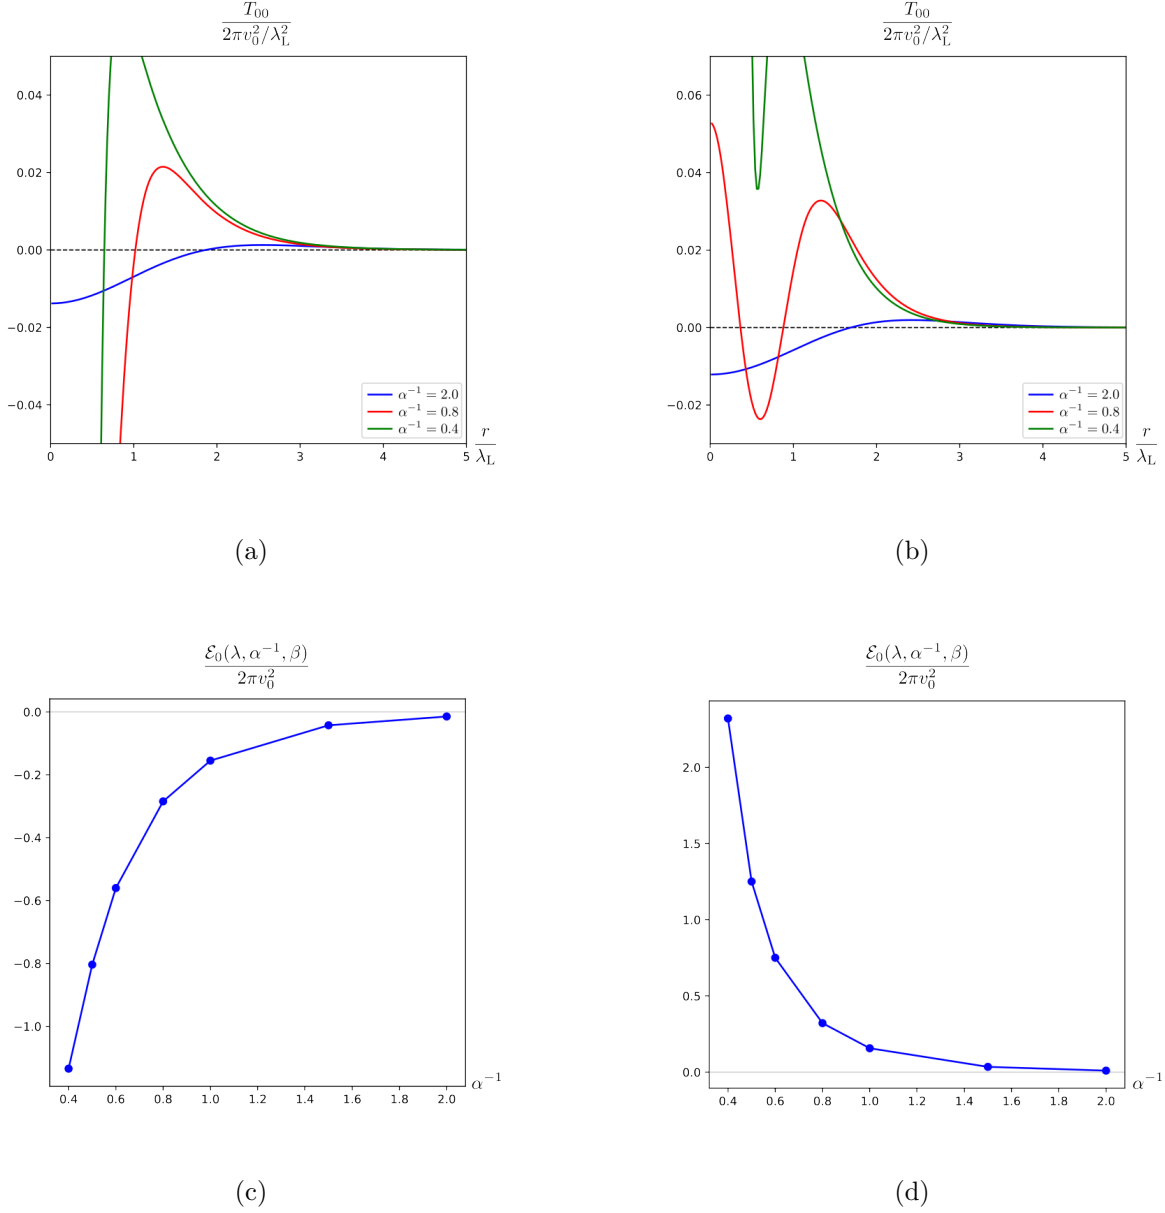 T₀₀
2πv₀²/λ_L²
0.04
0.02
0.00
−0.02
−0.04
α⁻¹ = 2.0
α⁻¹ = 0.8
α⁻¹ = 0.4
0 1 2 3 4 5
r
λ_L
(a)
T₀₀
2πv₀²/λ_L²
0.06
0.04
0.02
0.00
−0.02
α⁻¹ = 2.0
α⁻¹ = 0.8
α⁻¹ = 0.4
0 1 2 3 4 5
r
λ_L
(b)
ℰ₀(λ, α⁻¹, β)
2πv₀²
0.0
−0.2
−0.4
−0.6
−0.8
−1.0
0.4 0.6 0.8 1.0 1.2 1.4 1.6 1.8 2.0
α⁻¹
(c)
ℰ₀(λ, α⁻¹, β)
2πv₀²
2.0
1.5
1.0
0.5
0.0
0.4 0.6 0.8 1.0 1.2 1.4 1.6 1.8 2.0
α⁻¹
(d)